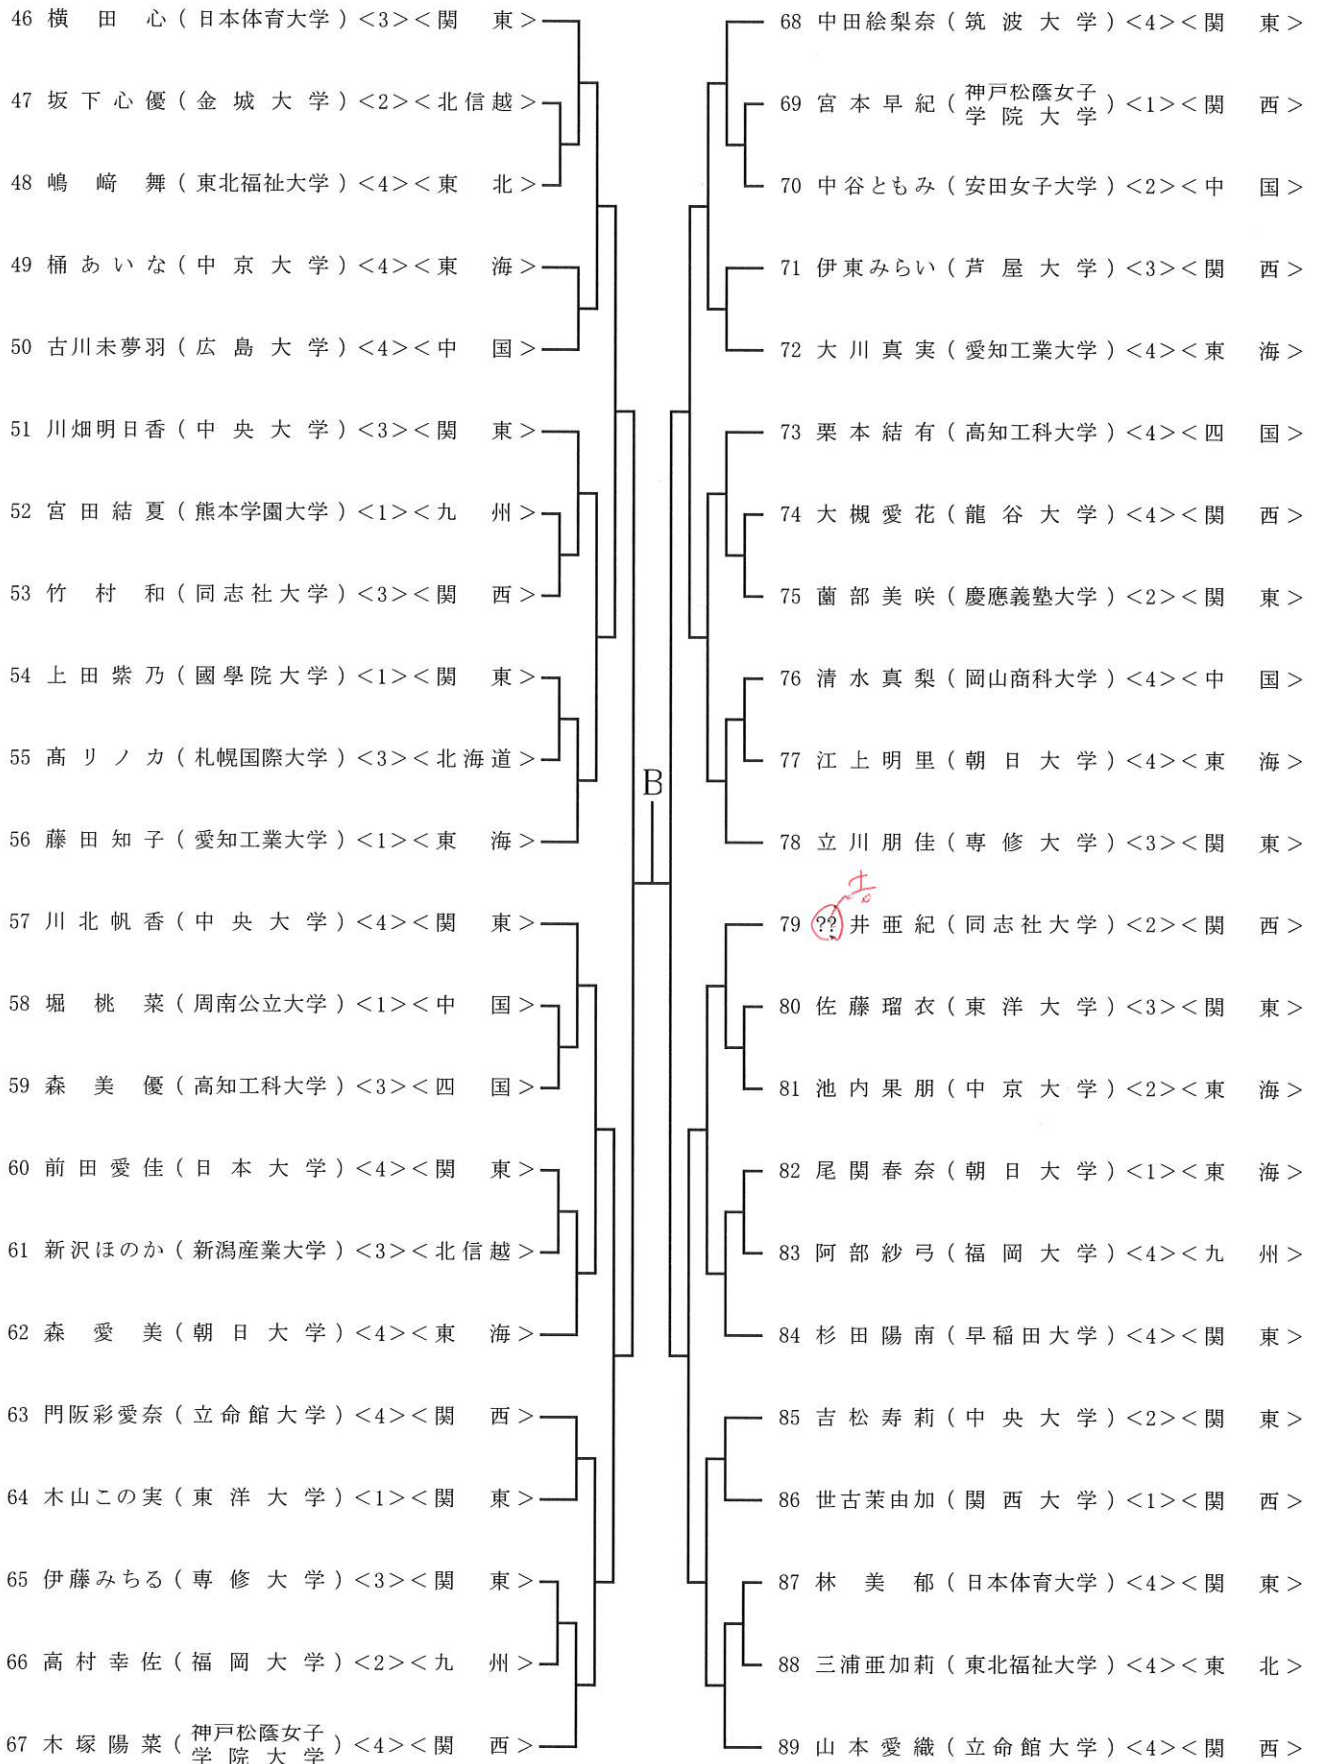 46 横田心(日本体育大学)<3><関東>
47 坂下心優(金城大学)<2><北信越>
48 嶋﨑舞(東北福祉大学)<4><東北>
49 桶あいな(中京大学)<4><東海>
50 古川未夢羽(広島大学)<4><中国>
51 川畑明日香(中央大学)<3><関東>
52 宮田結夏(熊本学園大学)<1><九州>
53 竹村和(同志社大学)<3><関西>
54 上田紫乃(國學院大学)<1><関東>
55 髙リノカ(札幌国際大学)<3><北海道>
56 藤田知子(愛知工業大学)<1><東海>
57 川北帆香(中央大学)<4><関東>
58 堀桃菜(周南公立大学)<1><中国>
59 森美優(高知工科大学)<3><四国>
60 前田愛佳(日本大学)<4><関東>
61 新沢ほのか(新潟産業大学)<3><北信越>
62 森愛美(朝日大学)<4><東海>
63 門阪彩愛奈(立命館大学)<4><関西>
64 木山この実(東洋大学)<1><関東>
65 伊藤みちる(専修大学)<3><関東>
66 高村幸佐(福岡大学)<2><九州>
67 木塚陽菜(神戸松蔭女子学院大学)<4><関西>
B
68 中田絵梨奈(筑波大学)<4><関東>
69 宮本早紀(神戸松蔭女子学院大学)<1><関西>
70 中谷ともみ(安田女子大学)<2><中国>
71 伊東みらい(芦屋大学)<3><関西>
72 大川真実(愛知工業大学)<4><東海>
73 栗本結有(高知工科大学)<4><四国>
74 大槻愛花(龍谷大学)<4><関西>
75 薗部美咲(慶應義塾大学)<2><関東>
76 清水真梨(岡山商科大学)<4><中国>
77 江上明里(朝日大学)<4><東海>
78 立川朋佳(専修大学)<3><関東>
79 ??井亜紀(同志社大学)<2><関西>
80 佐藤瑠衣(東洋大学)<3><関東>
81 池内果朋(中京大学)<2><東海>
82 尾関春奈(朝日大学)<1><東海>
83 阿部紗弓(福岡大学)<4><九州>
84 杉田陽南(早稲田大学)<4><関東>
85 吉松寿莉(中央大学)<2><関東>
86 世古茉由加(関西大学)<1><関西>
87 林美郁(日本体育大学)<4><関東>
88 三浦亜加莉(東北福祉大学)<4><東北>
89 山本愛織(立命館大学)<4><関西>